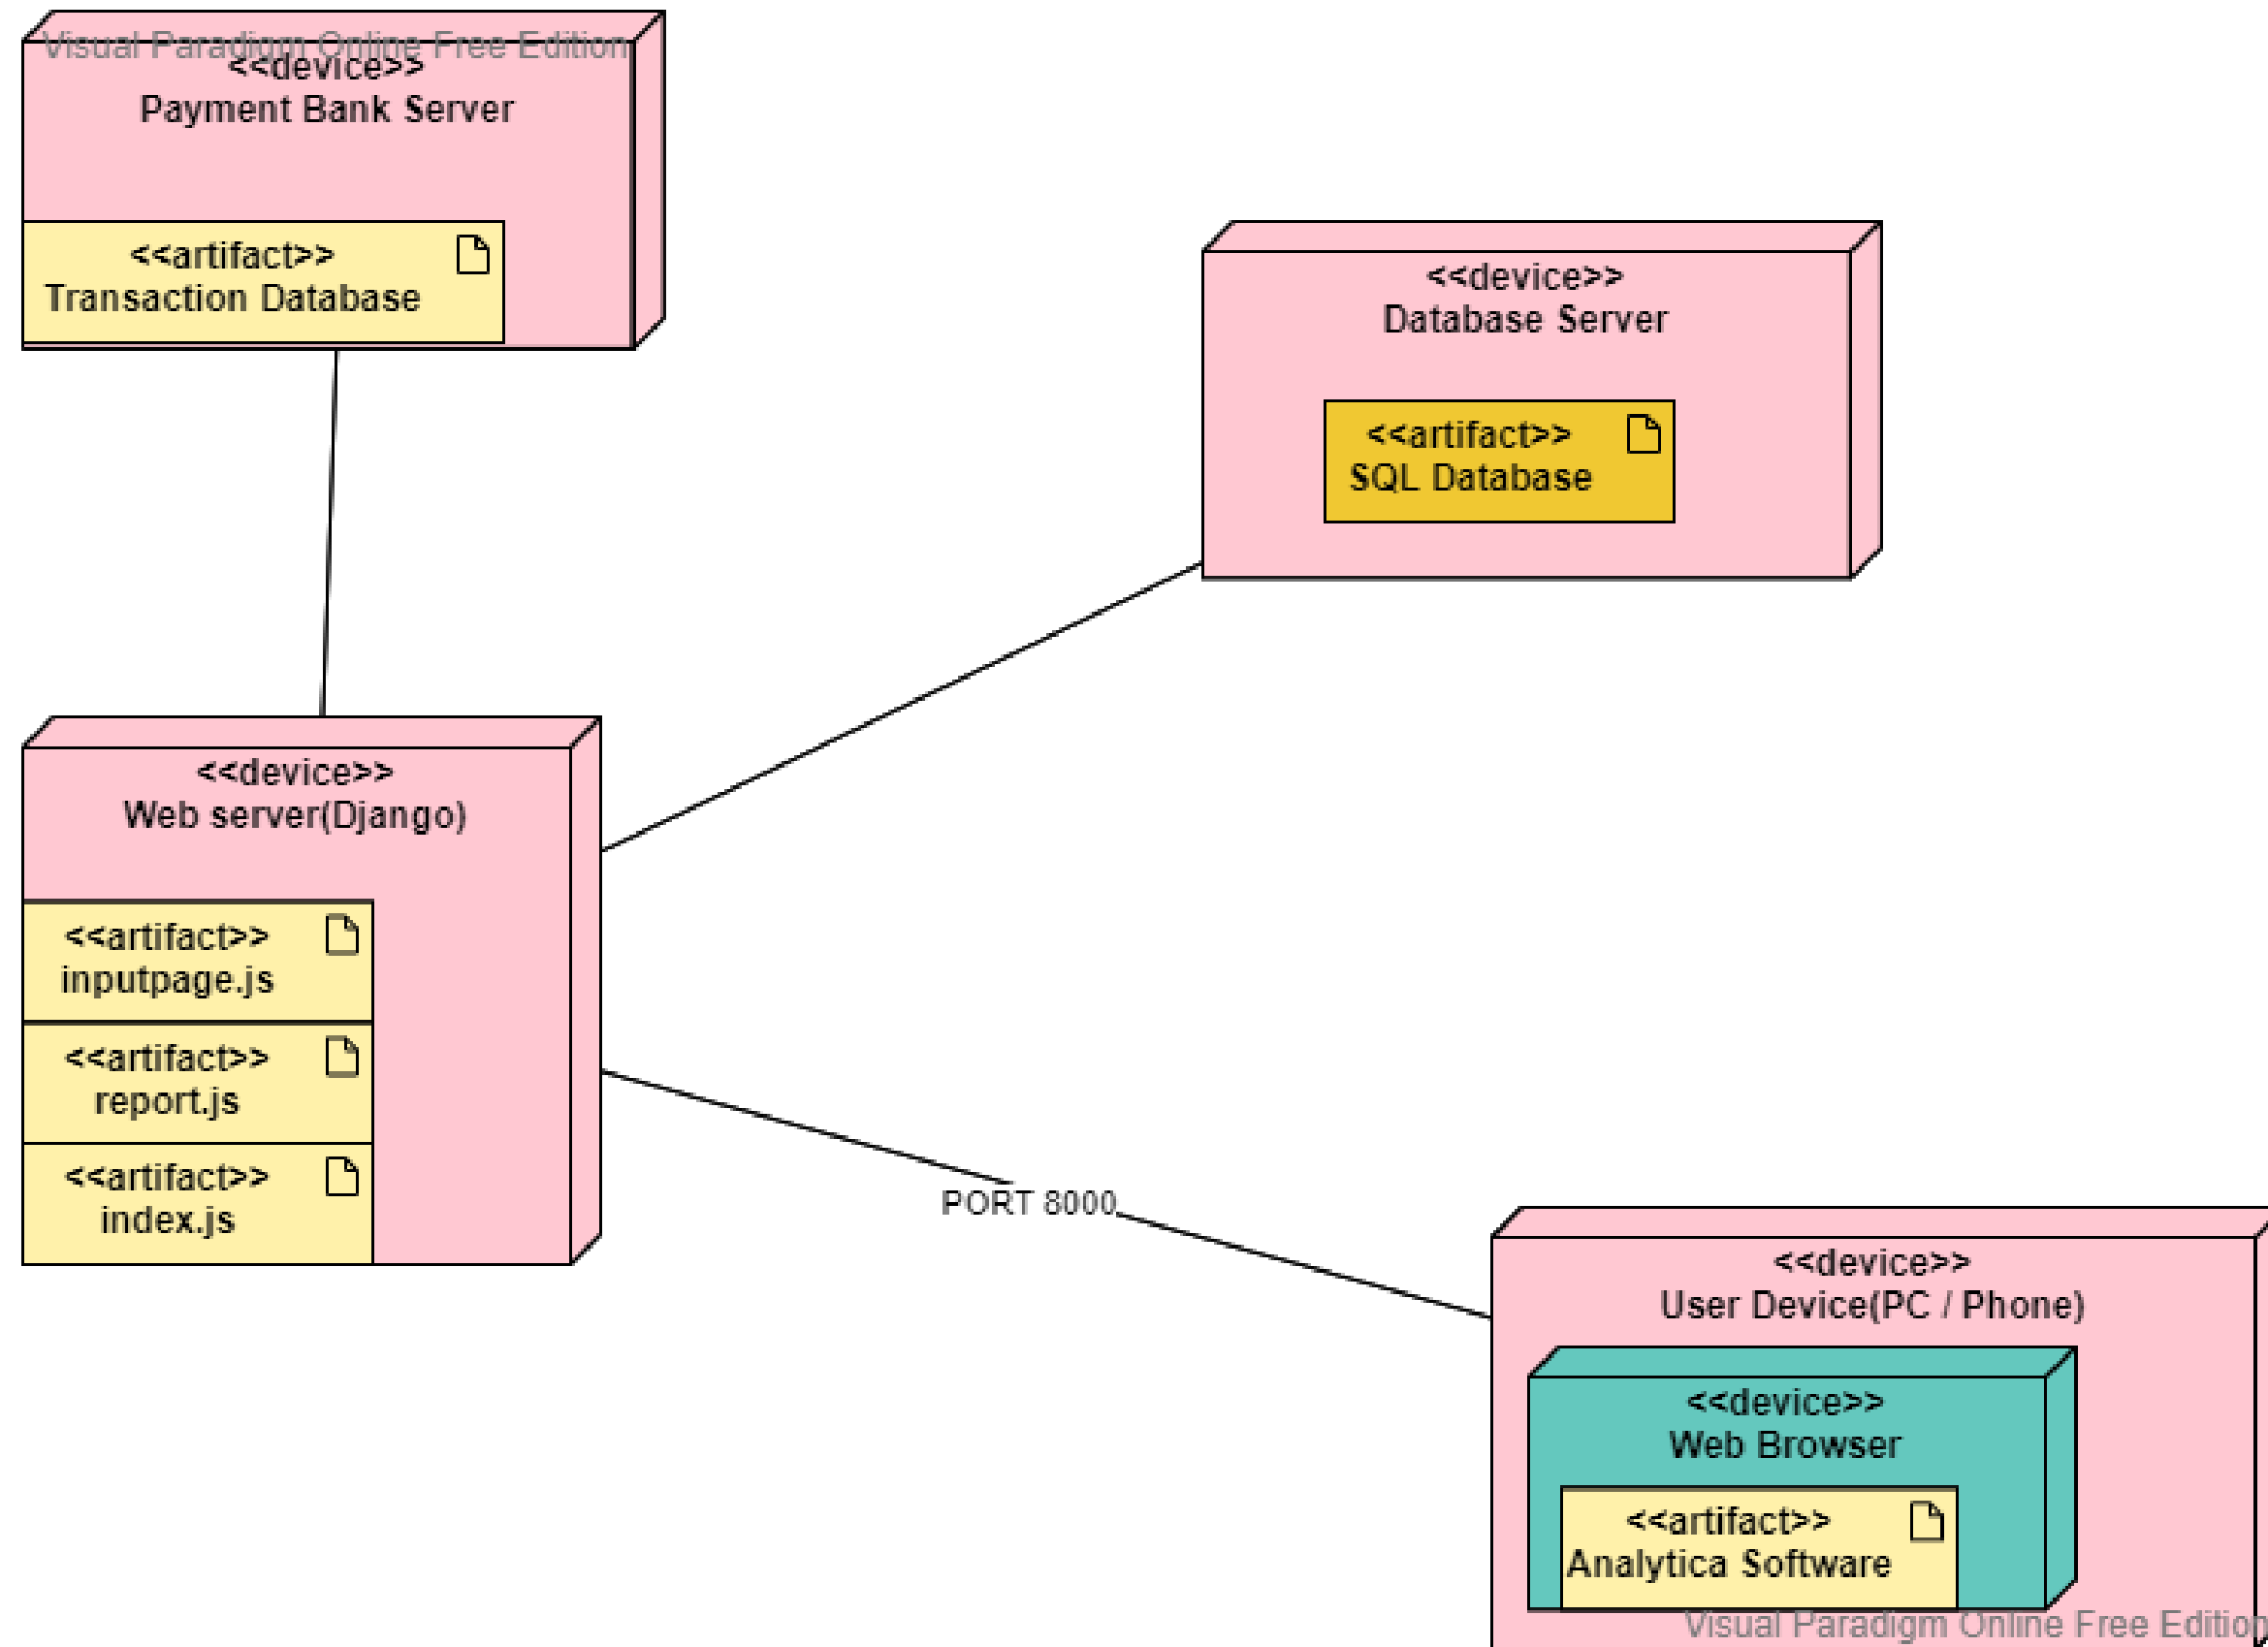 Visual Paradigm Online Free Edition
<<device>>
Payment Bank Server
<<artifact>>
Transaction Database
<<device>>
Database Server
<<artifact>>
SQL Database
<<device>>
Web server(Django)
<<artifact>>
inputpage.js
<<artifact>>
report.js
<<artifact>>
index.js
PORT 8000
<<device>>
User Device(PC / Phone)
<<device>>
Web Browser
<<artifact>>
Analytica Software
Visual Paradigm Online Free Edition